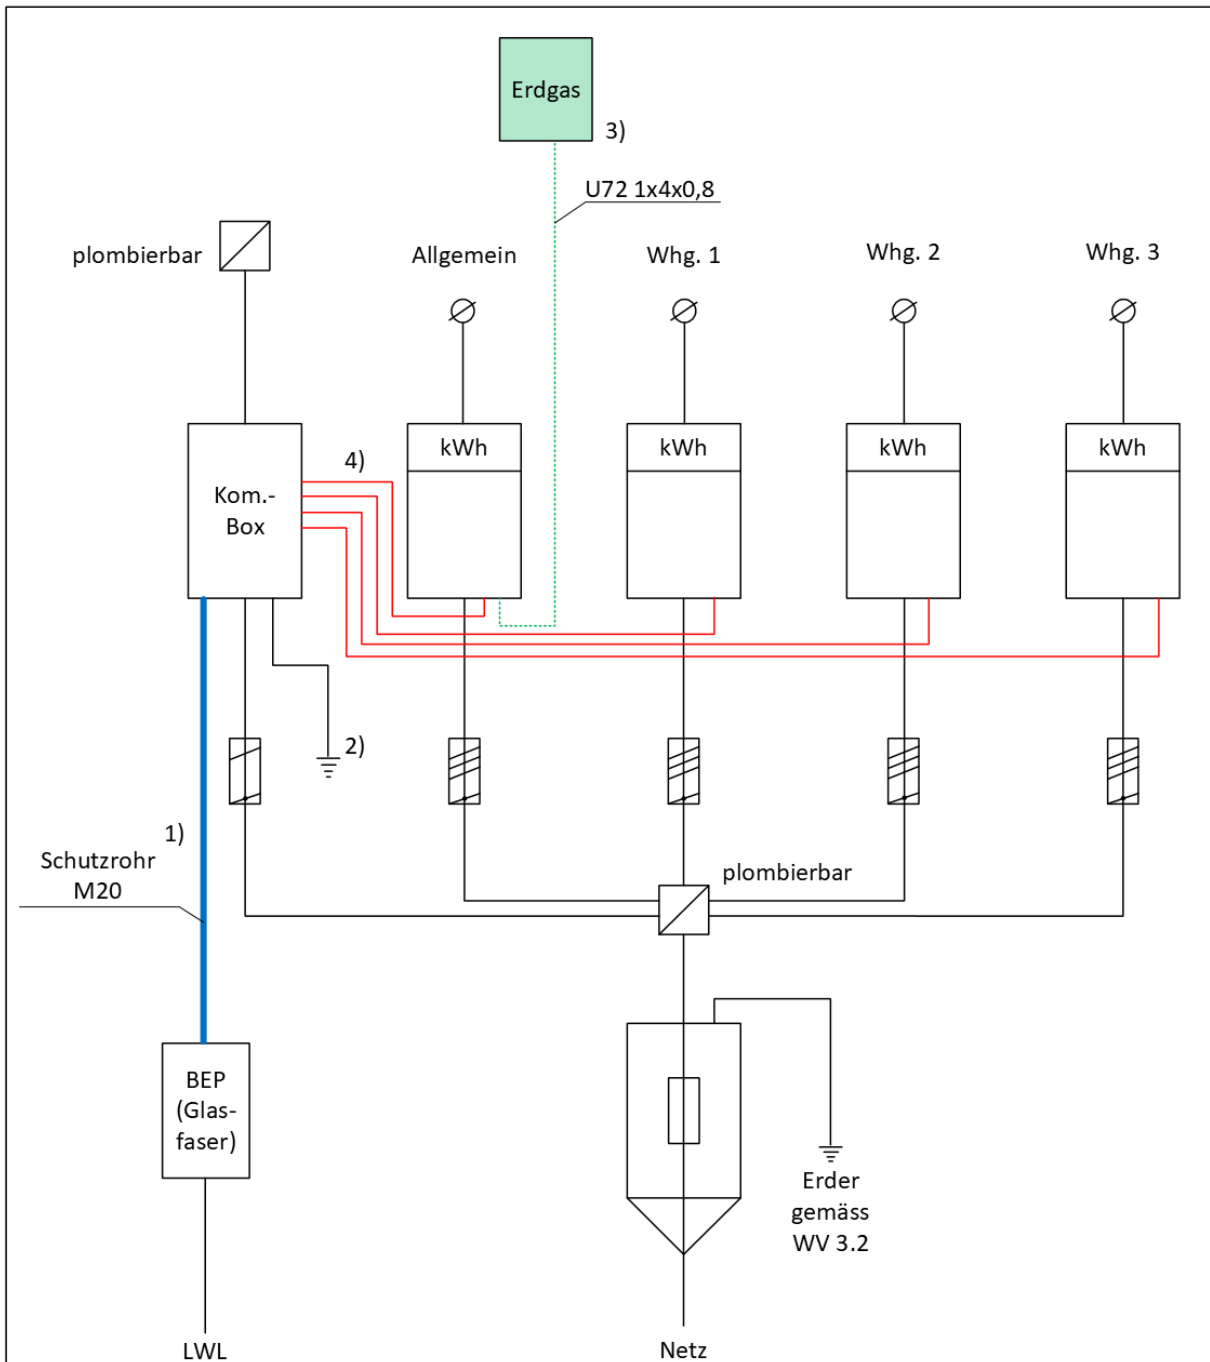 Erdgas
3)
U72 1x4x0,8
plombierbar
Allgemein
Whg. 1
Whg. 2
Whg. 3
kWh
kWh
kWh
kWh
4)
Kom.-
Box
2)
1)
Schutzrohr
M20
plombierbar
BEP
(Glas-
faser)
Erder
gemäss
WV 3.2
LWL
Netz